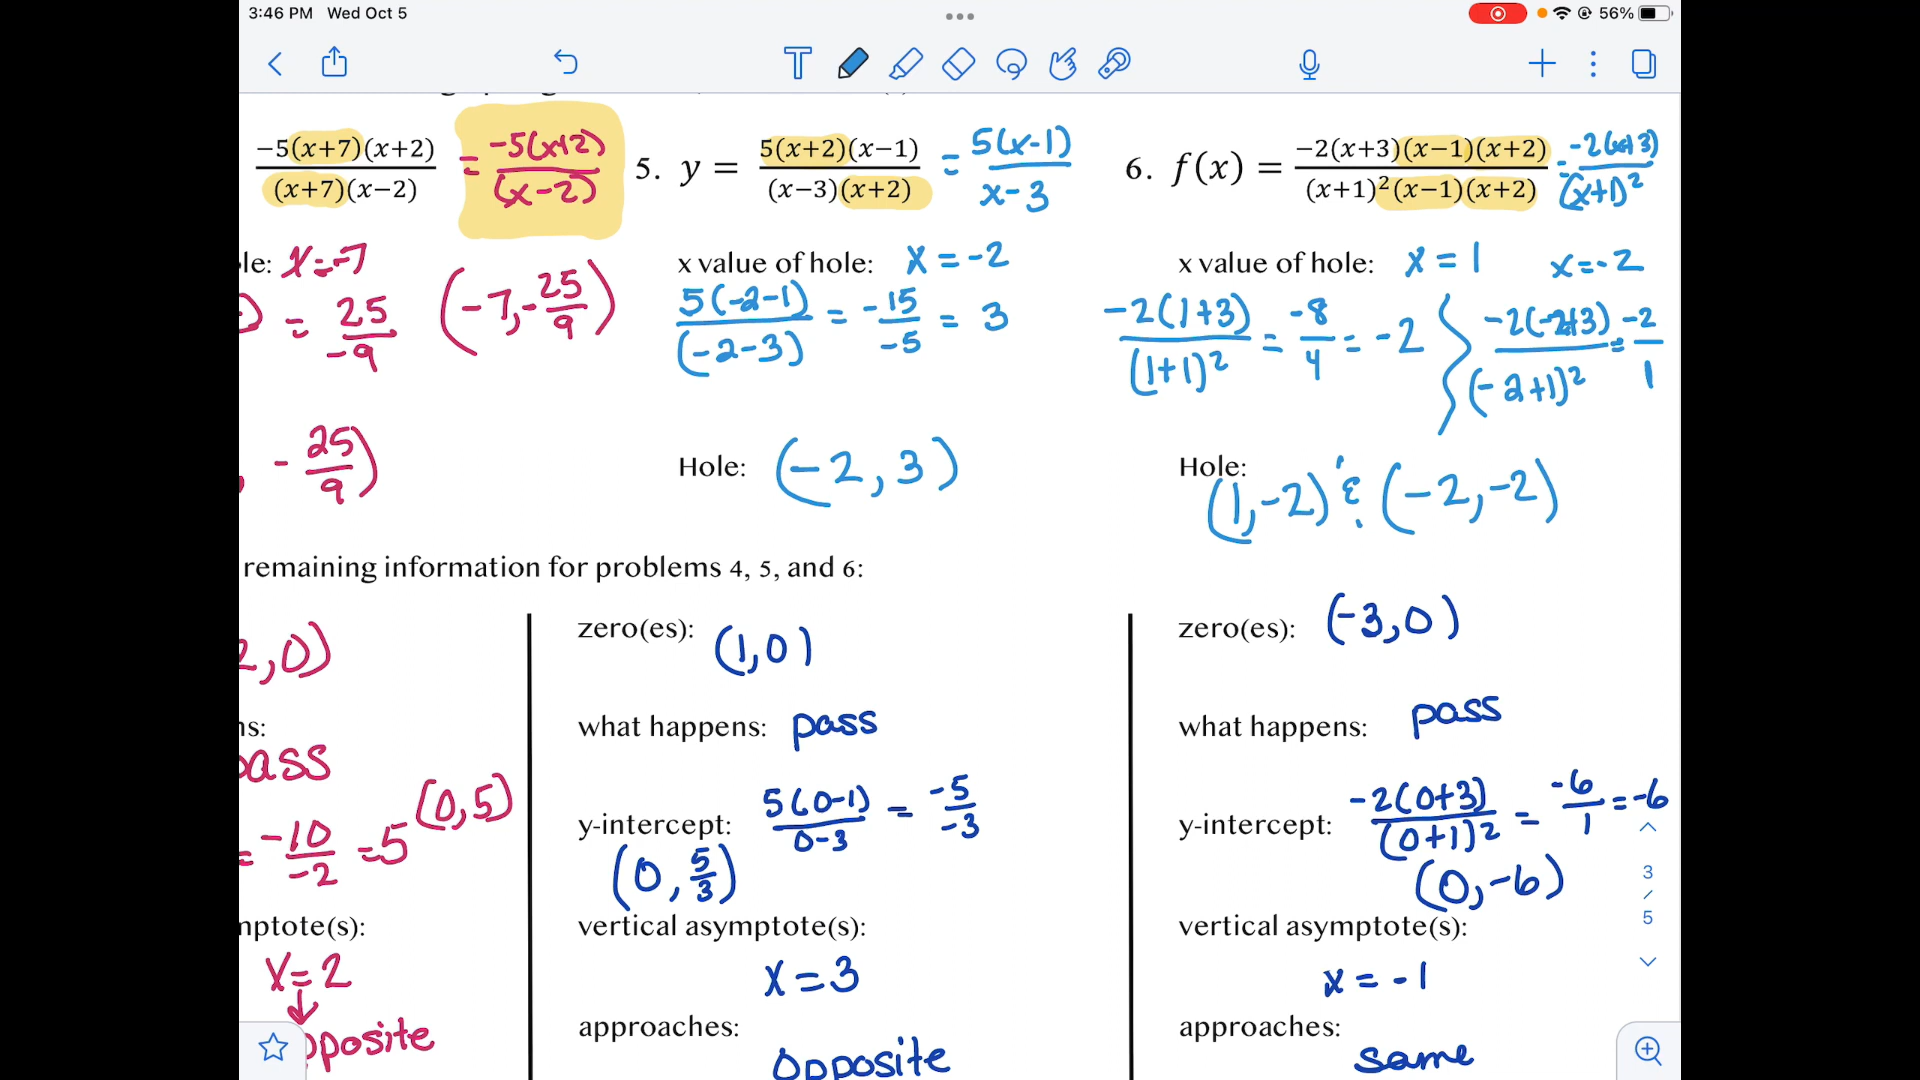 3:46 PM Wed Oct 5
56%
-5(x+7)(x+2) / (x+7)(x-2) = -5(x+2) / (x-2)
5. y = 5(x+2)(x-1) / (x-3)(x+2) = 5(x-1) / x-3
6. f(x) = -2(x+3)(x-1)(x+2) / (x+1)²(x-1)(x+2) = -2(x+3) / (x+1)²
le: x=-7
= 25 / -9 (-7, -25/9)
x value of hole: x = -2
5(-2-1) / (-2-3) = -15 / -5 = 3
x value of hole: x = 1 x=-2
-2(1+3) / (1+1)² = -8 / 4 = -2
-2(-2+3) / (-2+1)² = -2 / 1
, -25/9)
Hole: (-2, 3)
Hole: (1,-2) & (-2,-2)
remaining information for problems 4, 5, and 6:
2,0)
ns:
pass
= -10 / -2 =5 (0,5)
mptote(s):
x=2
opposite
zero(es): (1,0)
what happens: pass
y-intercept: 5(0-1) / 0-3 = -5 / -3
(0, 5/3)
vertical asymptote(s):
x=3
approaches:
opposite
zero(es): (-3,0)
what happens: pass
y-intercept: -2(0+3) / (0+1)² = -6 / 1 = -6
(0,-6)
vertical asymptote(s):
x = -1
approaches:
same
3
/
5